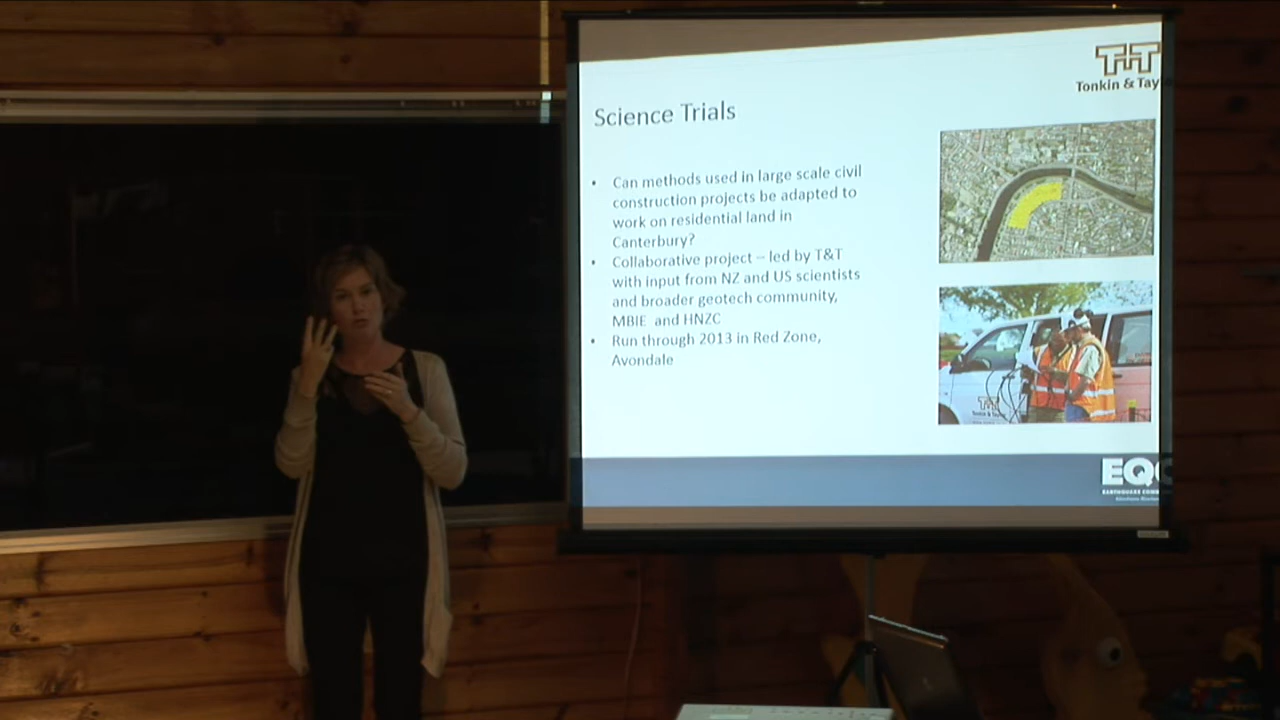 T+T
Tonkin & Tay
Science Trials
• Can methods used in large scale civil
construction projects be adapted to
work on residential land in
Canterbury?
• Collaborative project – led by T&T
with input from NZ and US scientists
and broader geotech community,
MBIE and HNZC
• Run through 2013 in Red Zone,
Avondale
T+T
EQC
EARTHQUAKE COMM